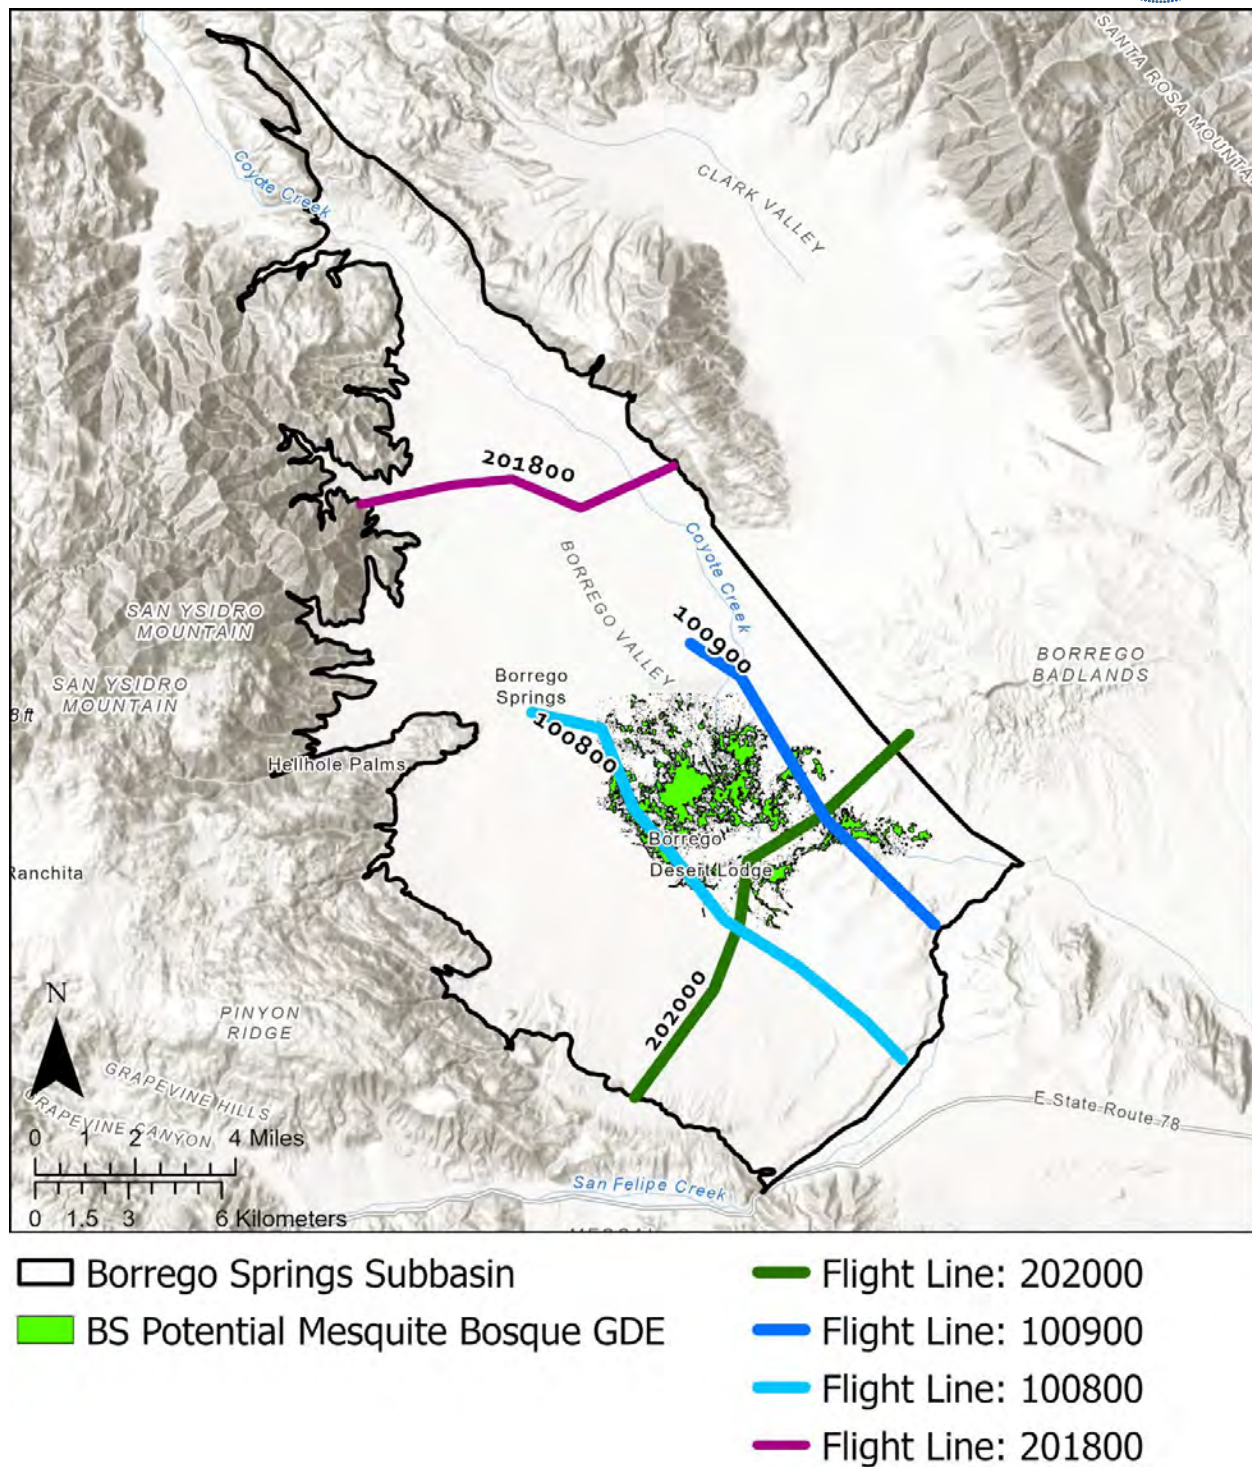 SANTA ROSA MOUNTAI
CLARK VALLEY
Coyote Creek
201800
Coyote Creek
BORREGO VALLEY
100900
SAN YSIDRO
MOUNTAIN
BORREGO
BADLANDS
SAN YSIDRO
MOUNTAIN
Borrego
Springs
8 ft
100800
Hellhole Palms
Borrego
Desert Lodge
Ranchita
202000
N
PINYON
RIDGE
GRAPEVINE HILLS
GRAPEVINE CANYON
E State Route 78
0 1 2 4 Miles
San Felipe Creek
0 1.5 3 6 Kilometers
Borrego Springs Subbasin
BS Potential Mesquite Bosque GDE
Flight Line: 202000
Flight Line: 100900
Flight Line: 100800
Flight Line: 201800